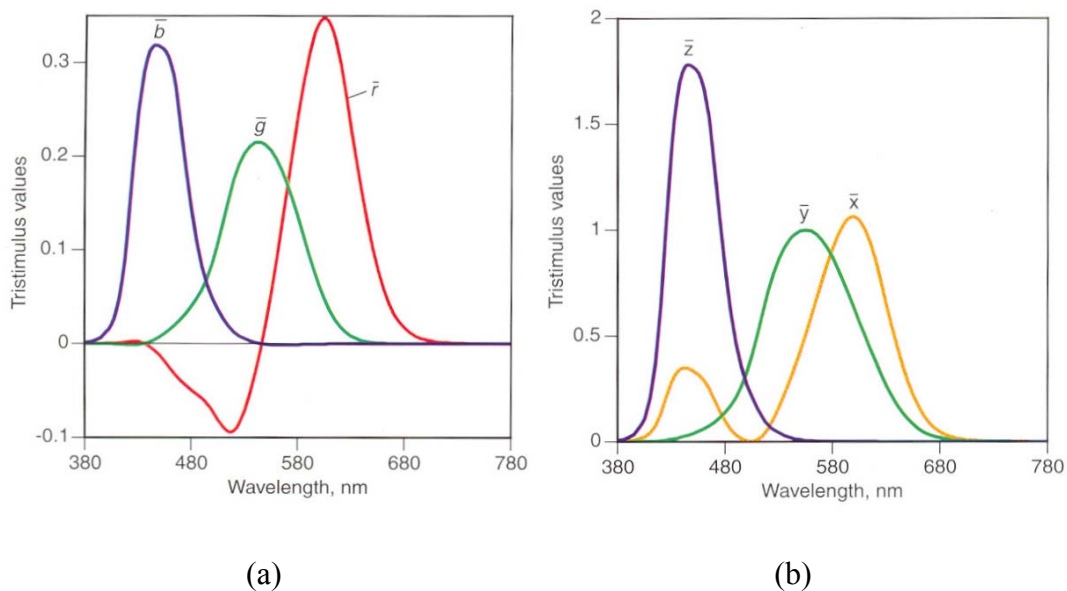 b̄
r̄
ḡ
0.3
0.2
0.1
0
-0.1
380 480 580 680 780
Tristimulus values
Wavelength, nm
(a)
z̄
ȳ x̄
2
1.5
1
0.5
0
380 480 580 680 780
Tristimulus values
Wavelength, nm
(b)